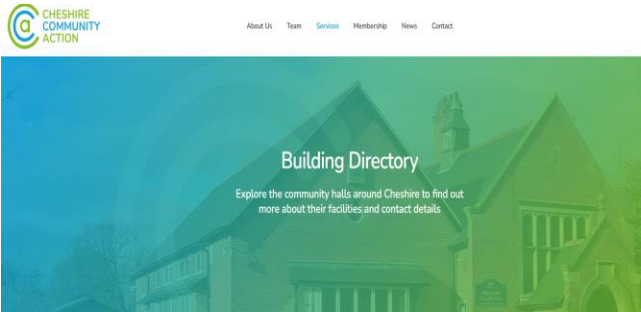 CHESHIRE
COMMUNITY
ACTION
About Us Team Services Membership News Contact
Building Directory
Explore the community halls around Cheshire to find out
more about their facilities and contact details